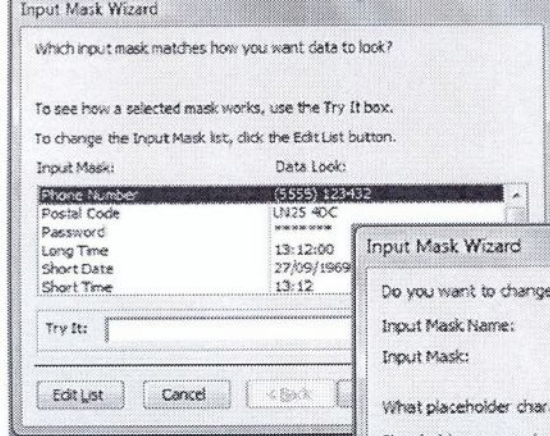 Input Mask Wizard
Which input mask matches how you want data to look?
To see how a selected mask works, use the Try It box.
To change the Input Mask list, click the Edit List button.
Input Mask: Data Look:
Phone Number (5555) 123432
Postal Code LN25 4DC
Password *******
Long Time 13:12:00
Short Date 27/09/1969
Short Time 13:12
Try It:
Edit List Cancel < Back
Input Mask Wizard
Do you want to change
Input Mask Name:
Input Mask:
What placeholder char